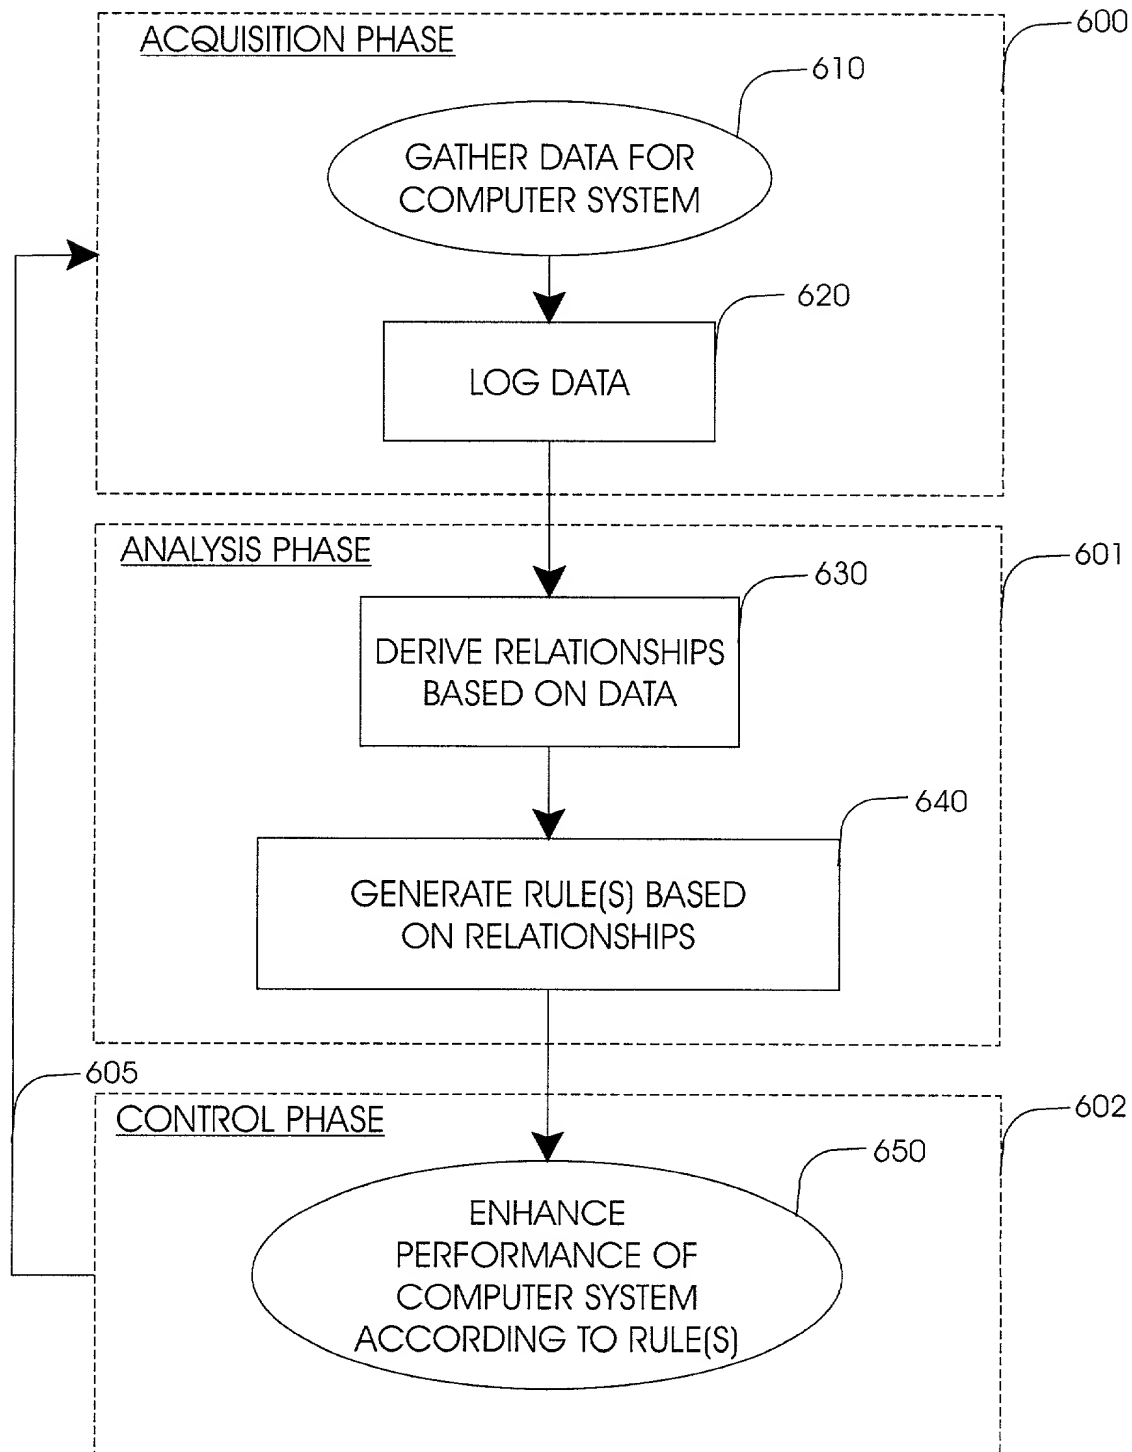 ACQUISITION PHASE
600
610
GATHER DATA FOR
COMPUTER SYSTEM
620
LOG DATA
ANALYSIS PHASE
601
630
DERIVE RELATIONSHIPS
BASED ON DATA
640
GENERATE RULE(S) BASED
ON RELATIONSHIPS
605
CONTROL PHASE
602
650
ENHANCE
PERFORMANCE OF
COMPUTER SYSTEM
ACCORDING TO RULE(S)